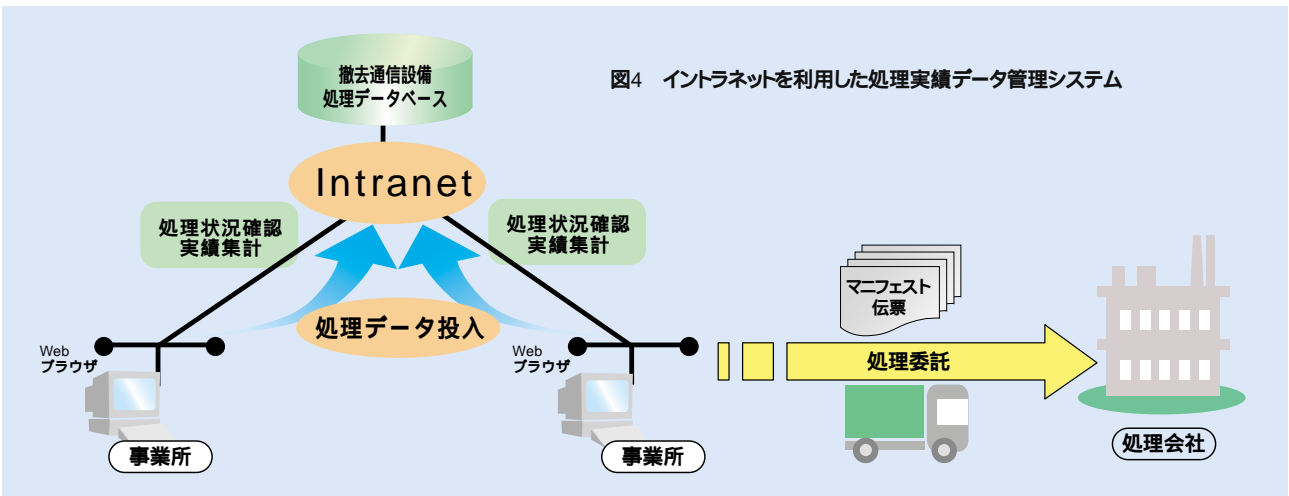 撤去通信設備
処理データベース
図4 イントラネットを利用した処理実績データ管理システム
Intranet
処理状況確認
実績集計
処理状況確認
実績集計
処理データ投入
Web
ブラウザ
事業所
Web
ブラウザ
事業所
マニフェスト
伝票
処理委託
処理会社